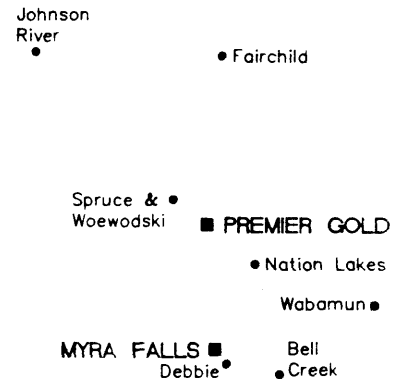 Johnson
River
Fairchild
Spruce &
Woewodski
PREMIER GOLD
Nation Lakes
Wabamun
MYRA FALLS
Debbie
Bell
Creek